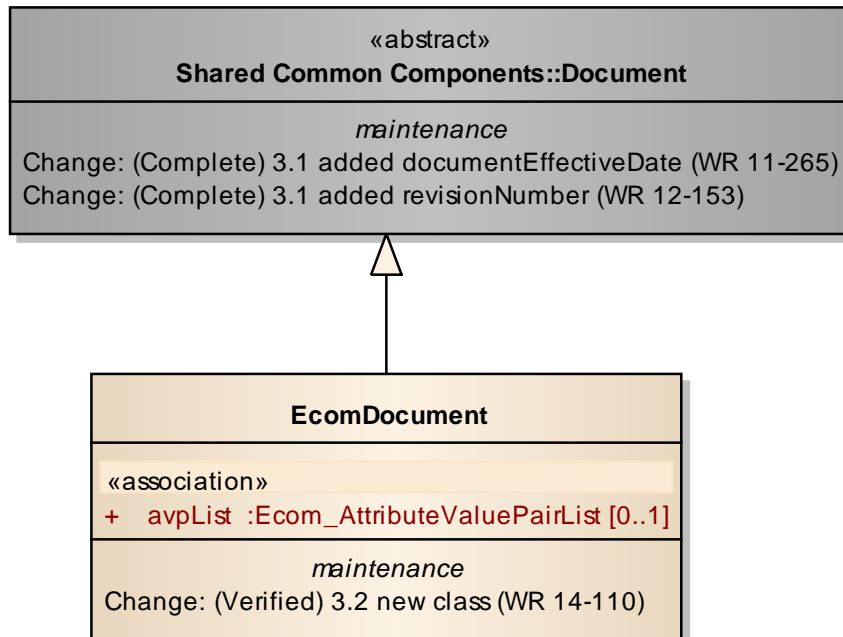 «abstract»
Shared Common Components::Document
maintenance
Change: (Complete) 3.1 added documentEffectiveDate (WR 11-265)
Change: (Complete) 3.1 added revisionNumber (WR 12-153)
EcomDocument
«association»
+ avpList :Ecom_AttributeValuePairList [0..1]
maintenance
Change: (Verified) 3.2 new class (WR 14-110)